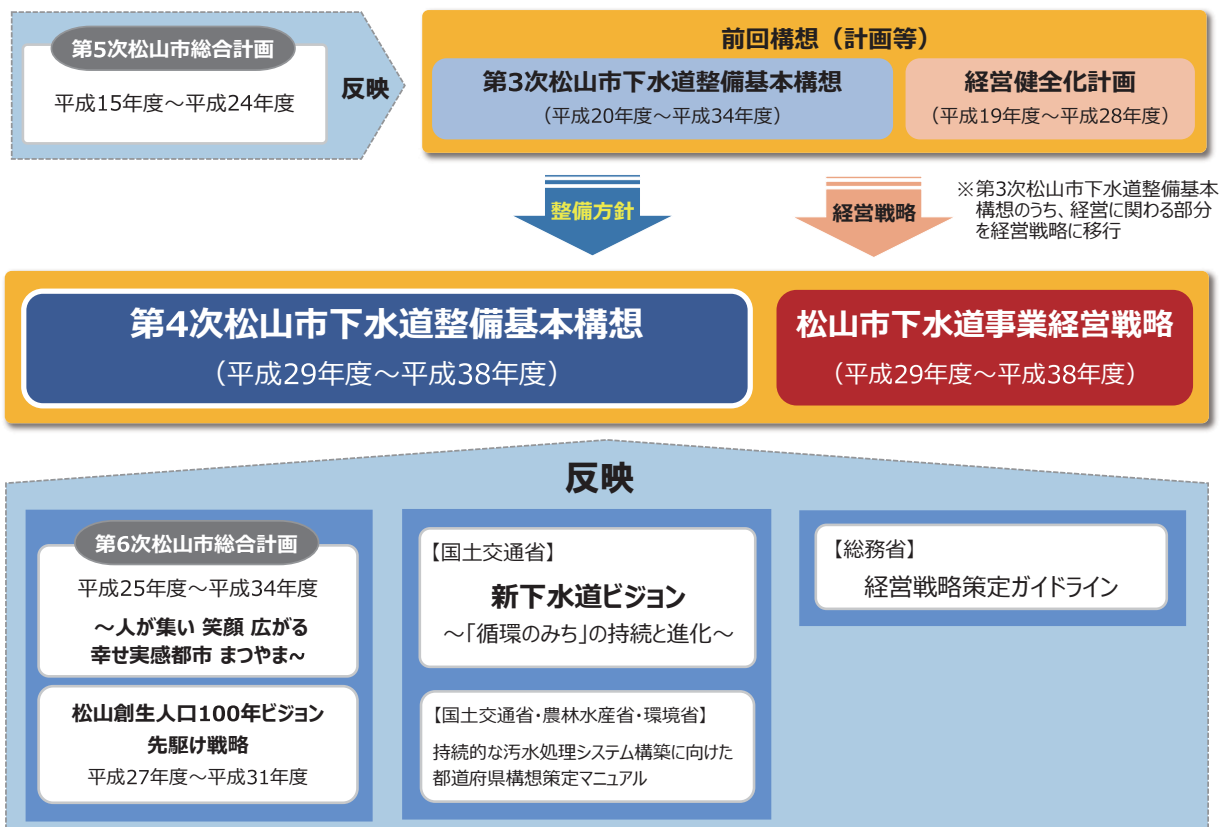 第5次松山市総合計画
平成15年度～平成24年度
反映
前回構想（計画等）
第3次松山市下水道整備基本構想
（平成20年度～平成34年度）
経営健全化計画
（平成19年度～平成28年度）
整備方針
経営戦略
※第3次松山市下水道整備基本
構想のうち、経営に関わる部分
を経営戦略に移行
第4次松山市下水道整備基本構想
（平成29年度～平成38年度）
松山市下水道事業経営戦略
（平成29年度～平成38年度）
反映
第6次松山市総合計画
平成25年度～平成34年度
～人が集い 笑顔 広がる
幸せ実感都市 まつやま~
松山創生人口100年ビジョン
先駆け戦略
平成27年度～平成31年度
【国土交通省】
新下水道ビジョン
～｢循環のみち｣の持続と進化～
【国土交通省・農林水産省・環境省】
持続的な汚水処理システム構築に向けた
都道府県構想策定マニュアル
【総務省】
経営戦略策定ガイドライン